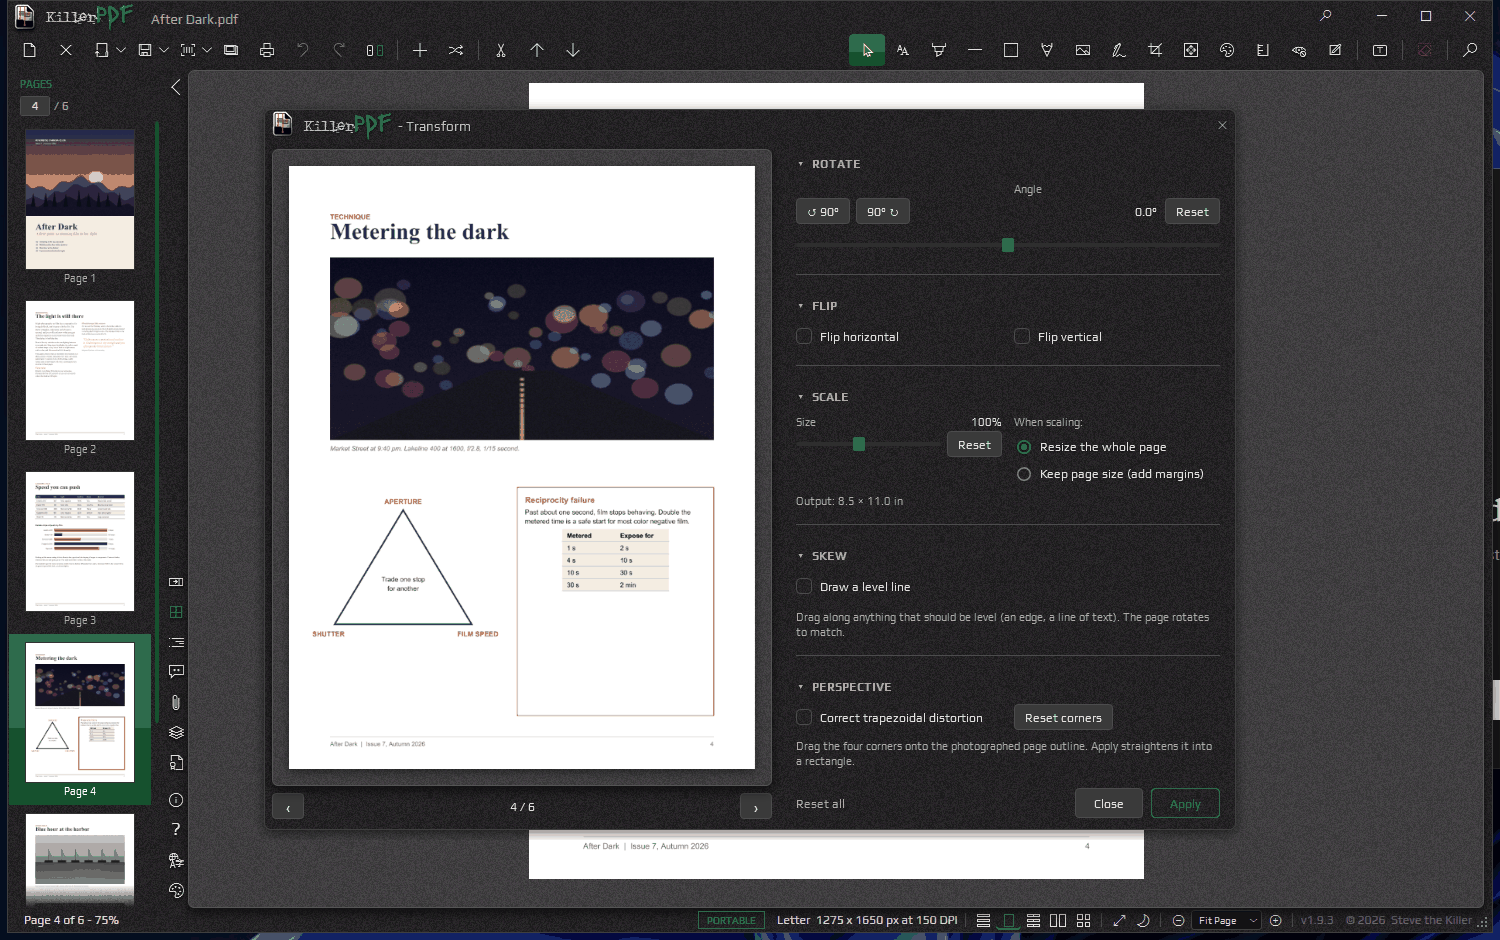 KillerPDF After Dark.pdf
PAGES
4 / 6
After Dark
Page 1
The light is still there
Page 2
Speed you can push
Page 3
Metering the dark
Page 4
Blue hour at the harbor
KillerPDF - Transform
TECHNIQUE
Metering the dark
Market Street at 9:40 pm. Lakeline 400 at 1600, f/2.8, 1/15 second.
APERTURE
Trade one stop
for another
SHUTTER FILM SPEED
Reciprocity failure
Past about one second, film stops behaving. Double the
metered time is a safe start for most color negative film.
Metered Expose for
1 s 2 s
4 s 10 s
10 s 30 s
30 s 2 min
After Dark | Issue 7, Autumn 2026 4
‹ 4 / 6 ›
ROTATE
Angle
↺ 90° 90° ↻ 0.0° Reset
FLIP
Flip horizontal Flip vertical
SCALE
Size 100% When scaling:
Reset Resize the whole page
Keep page size (add margins)
Output: 8.5 × 11.0 in
SKEW
Draw a level line
Drag along anything that should be level (an edge, a line of text). The page rotates
to match.
PERSPECTIVE
Correct trapezoidal distortion Reset corners
Drag the four corners onto the photographed page outline. Apply straightens it into
a rectangle.
Reset all Close Apply
After Dark | Issue 7, Autumn 2026 4
Page 4 of 6 - 75% PORTABLE Letter 1275 x 1650 px at 150 DPI Fit Page v1.9.3 © 2026 Steve the Killer